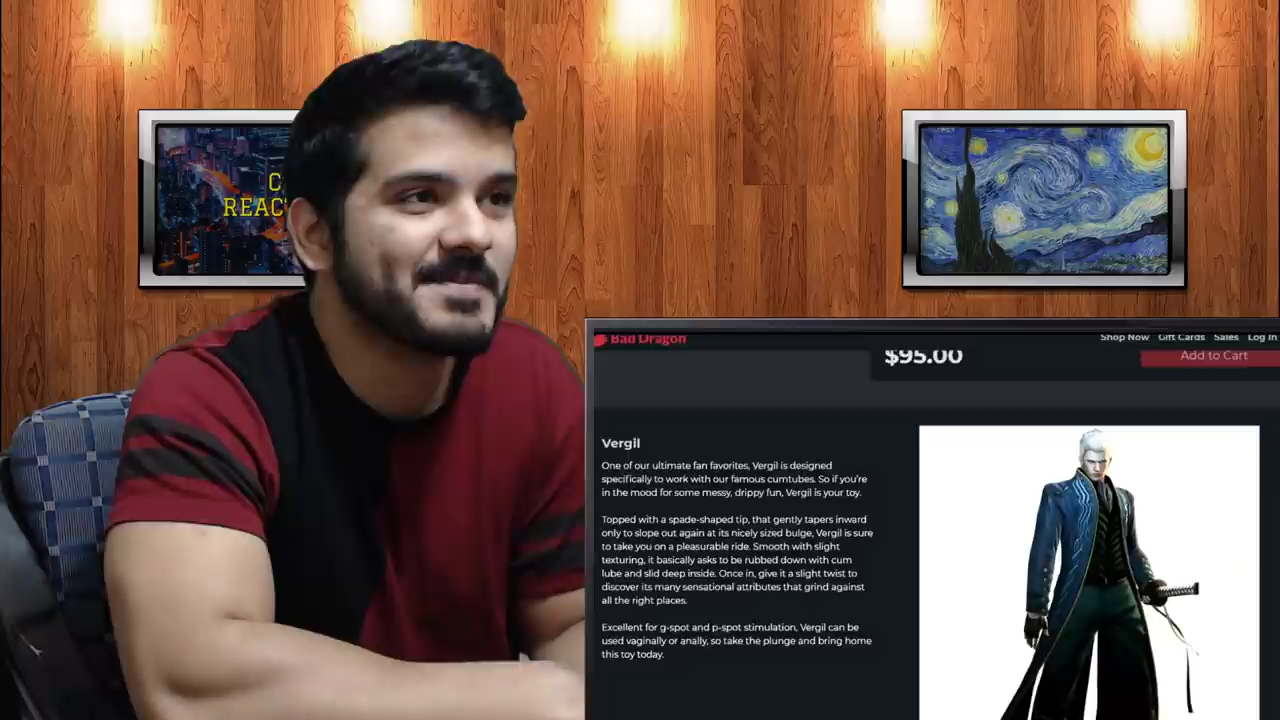 C
REACT
Bad Dragon
Shop Now Gift Cards Sales Log In
$95.00
Add to Cart
Vergil
One of our ultimate fan favorites, Vergil is designed
specifically to work with our famous cumtubes. So if you're
in the mood for some messy, drippy fun, Vergil is your toy.
Topped with a spade-shaped tip, that gently tapers inward
only to slope out again at its nicely sized bulge, Vergil is sure
to take you on a pleasurable ride. Smooth with slight
texturing, it basically asks to be rubbed down with cum
lube and slid deep inside. Once in, give it a slight twist to
discover its many sensational attributes that grind against
all the right places.
Excellent for g-spot and p-spot stimulation, Vergil can be
used vaginally or anally, so take the plunge and bring home
this toy today.